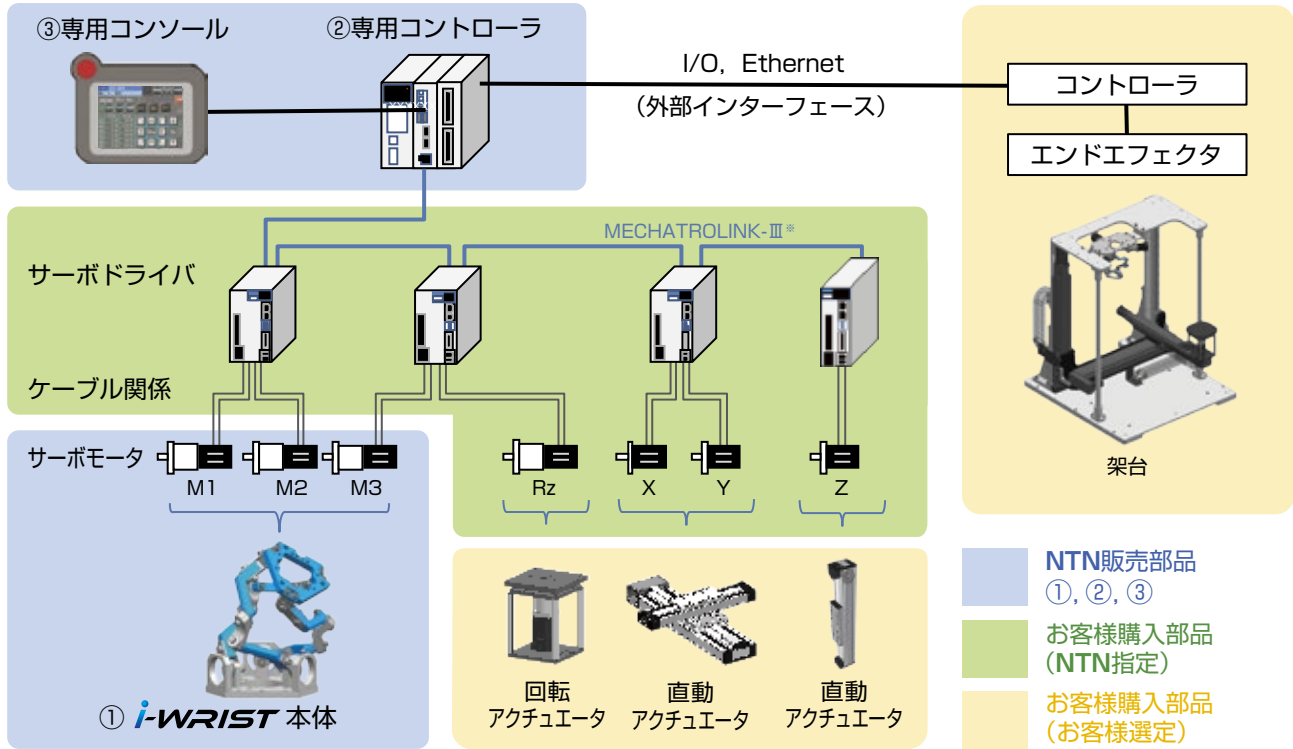 ③専用コンソール
②専用コントローラ
I/O, Ethernet
(外部インターフェース)
コントローラ
エンドエフェクタ
架台
MECHATROLINK-Ⅲ※
サーボドライバ
ケーブル関係
サーボモータ
M1
M2
M3
Rz
X
Y
Z
① i-WRIST 本体
回転
アクチュエータ
直動
アクチュエータ
直動
アクチュエータ
NTN販売部品
①, ②, ③
お客様購入部品
(NTN指定)
お客様購入部品
(お客様選定)